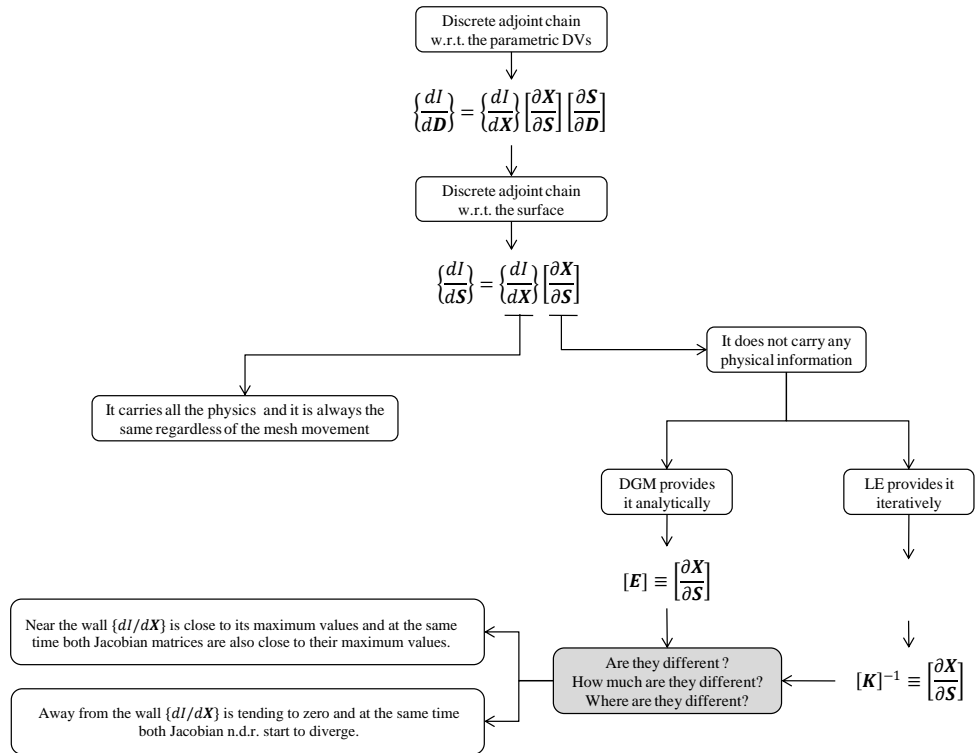 Discrete adjoint chain
w.r.t. the parametric DVs
{dI/dD} = {dI/dX} [∂X/∂S] [∂S/∂D]
Discrete adjoint chain
w.r.t. the surface
{dI/dS} = {dI/dX} [∂X/∂S]
It does not carry any
physical information
It carries all the physics and it is always the
same regardless of the mesh movement
DGM provides
it analytically
LE provides it
iteratively
[E] ≡ [∂X/∂S]
Near the wall {dI/dX} is close to its maximum values and at the same
time both Jacobian matrices are also close to their maximum values.
Are they different ?
How much are they different?
Where are they different?
[K]⁻¹ ≡ [∂X/∂S]
Away from the wall {dI/dX} is tending to zero and at the same time
both Jacobian n.d.r. start to diverge.